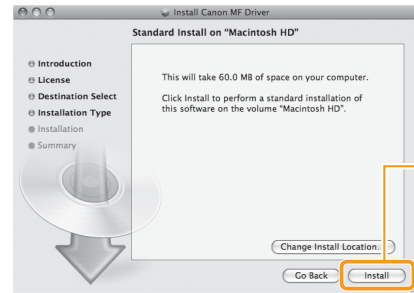 Install Canon MF Driver
Standard Install on "Macintosh HD"
Introduction
License
Destination Select
Installation Type
Installation
Summary
This will take 60.0 MB of space on your computer.
Click Install to perform a standard installation of
this software on the volume "Macintosh HD".
Change Install Location...
Go Back
Install